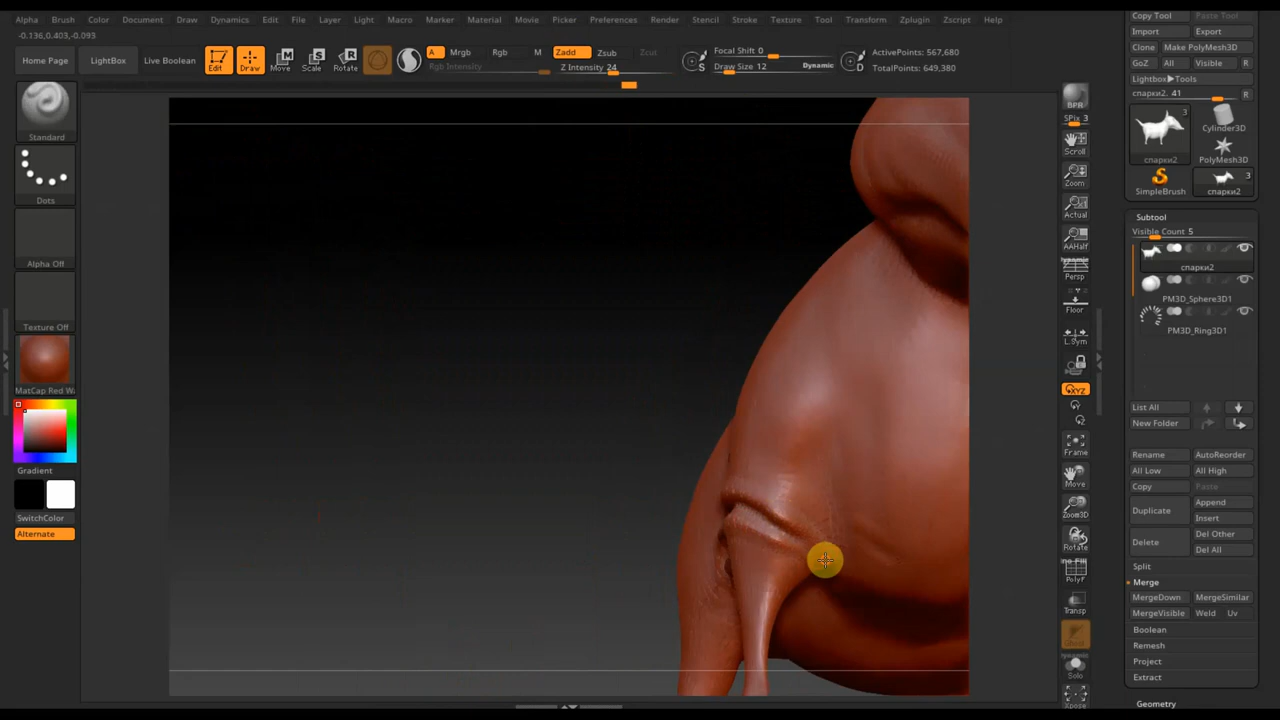 Alpha Brush Color Document Draw Dynamics Edit File Layer Light Macro Marker Material Movie Picker Preferences Render Stencil Stroke Texture Tool Transform Zplugin Zscript Help
-0.136,0.403,-0.093
Home Page LightBox Live Boolean Edit Draw Move Scale Rotate A Mrgb Rgb M Zadd Zsub Zcut
Rgb Intensity Z Intensity 24
Focal Shift 0
Draw Size 12 Dynamic
S D
ActivePoints: 567,680
TotalPoints: 649,380
Standard
Dots
Alpha Off
Texture Off
MatCap Red Wa
Gradient
SwitchColor
Alternate
BPR
SPix 3
Scroll
Zoom
Actual
AAHalf
Dynamic
Persp
Floor
L.Sym
XYZ
Y
Z
Frame
Move
Zoom3D
Rotate
PolyF
Transp
Ghost
Dynamic
Solo
Xpose
Copy Tool Paste Tool
Import Export
Clone Make PolyMesh3D
GoZ All Visible R
Lightbox▶Tools
спарки2. 41 R
3
спарки2
Cylinder3D
PolyMesh3D
SimpleBrush
3
спарки2
Subtool
Visible Count 5
спарки2
PM3D_Sphere3D1
PM3D_Ring3D1
List All
New Folder
Rename AutoReorder
All Low All High
Copy Paste
Duplicate Append
Insert
Delete Del Other
Del All
Split
Merge
MergeDown MergeSimilar
MergeVisible Weld Uv
Boolean
Remesh
Project
Extract
Geometry